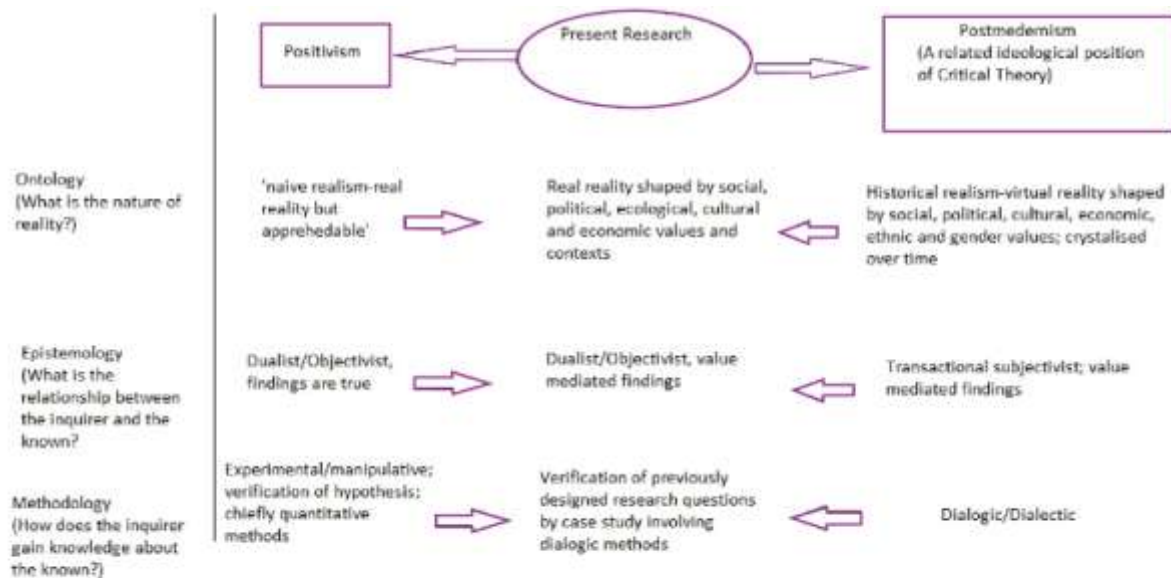 Positivism
Present Research
Postmedernism
(A related ideological position
of Critical Theory)
Ontology
(What is the nature of
reality?)
'naive realism-real
reality but
apprehedable'
Real reality shaped by social,
political, ecological, cultural
and economic values and
contexts
Historical realism-virtual reality shaped
by social, political, cultural, economic,
ethnic and gender values; crystalised
over time
Epistemology
(What is the
relationship between
the inquirer and the
known?
Dualist/Objectivist,
findings are true
Dualist/Objectivist, value
mediated findings
Transactional subjectivist; value
mediated findings
Methodology
(How does the inquirer
gain knowledge about
the known?)
Experimental/manipulative;
verification of hypothesis;
chiefly quantitative
methods
Verification of previously
designed research questions
by case study involving
dialogic methods
Dialogic/Dialectic